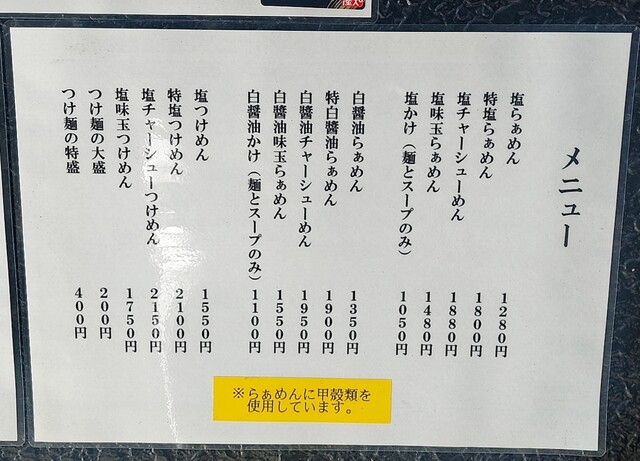 メニュー
塩らぁめん 1280円
特塩らぁめん 1800円
塩チャーシューめん 1880円
塩味玉らぁめん 1480円
塩かけ（麺とスープのみ） 1050円
白醤油らぁめん 1350円
特白醤油らぁめん 1900円
白醤油チャーシューめん 1950円
白醤油味玉らぁめん 1550円
白醤油かけ（麺とスープのみ） 1100円
塩つけめん 1550円
特塩つけめん 2100円
塩チャーシューつけめん 2150円
塩味玉つけめん 1750円
つけ麺の大盛 200円
つけ麺の特盛 400円
※らぁめんに甲殻類を
使用しています。